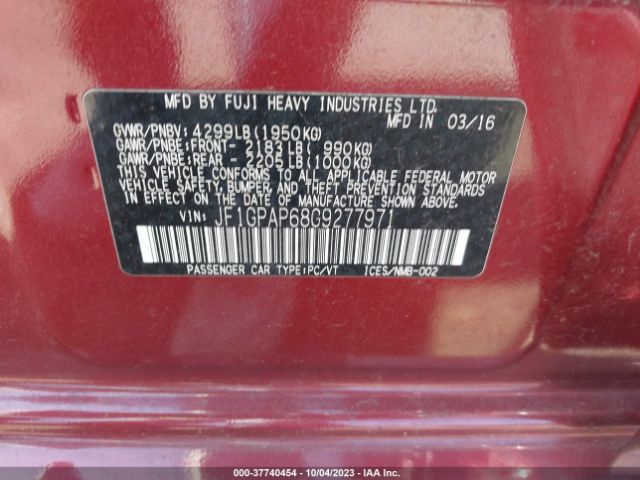 MFD BY FUJI HEAVY INDUSTRIES LTD.
MFD IN 03/16
GVWR/PNBV: 4299LB(1950KG)
GAWR/PNBE:FRONT- 2183LB( 990KG)
GAWR/PNBE:REAR - 2205LB(1000KG)
THIS VEHICLE CONFORMS TO ALL APPLICABLE FEDERAL MOTOR
VEHICLE SAFETY, BUMPER, AND THEFT PREVENTION STANDARDS
IN EFFECT ON THE DATE OF MANUFACTURE SHOWN ABOVE.
VIN: JF1GPAP68G9277971
PASSENGER CAR TYPE:PC/VT ICES/NMB-002
000-37740454 - 10/04/2023 - IAA Inc.